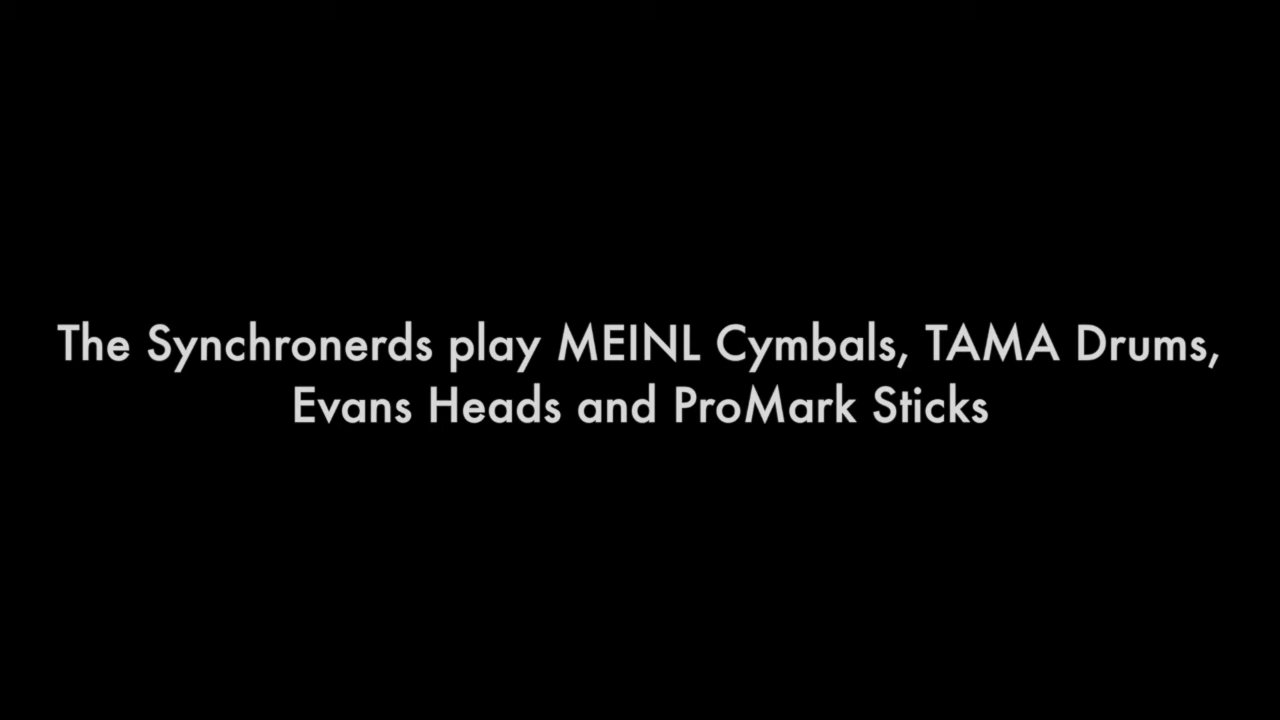 The Synchronerds play MEINL Cymbals, TAMA Drums,
Evans Heads and ProMark Sticks